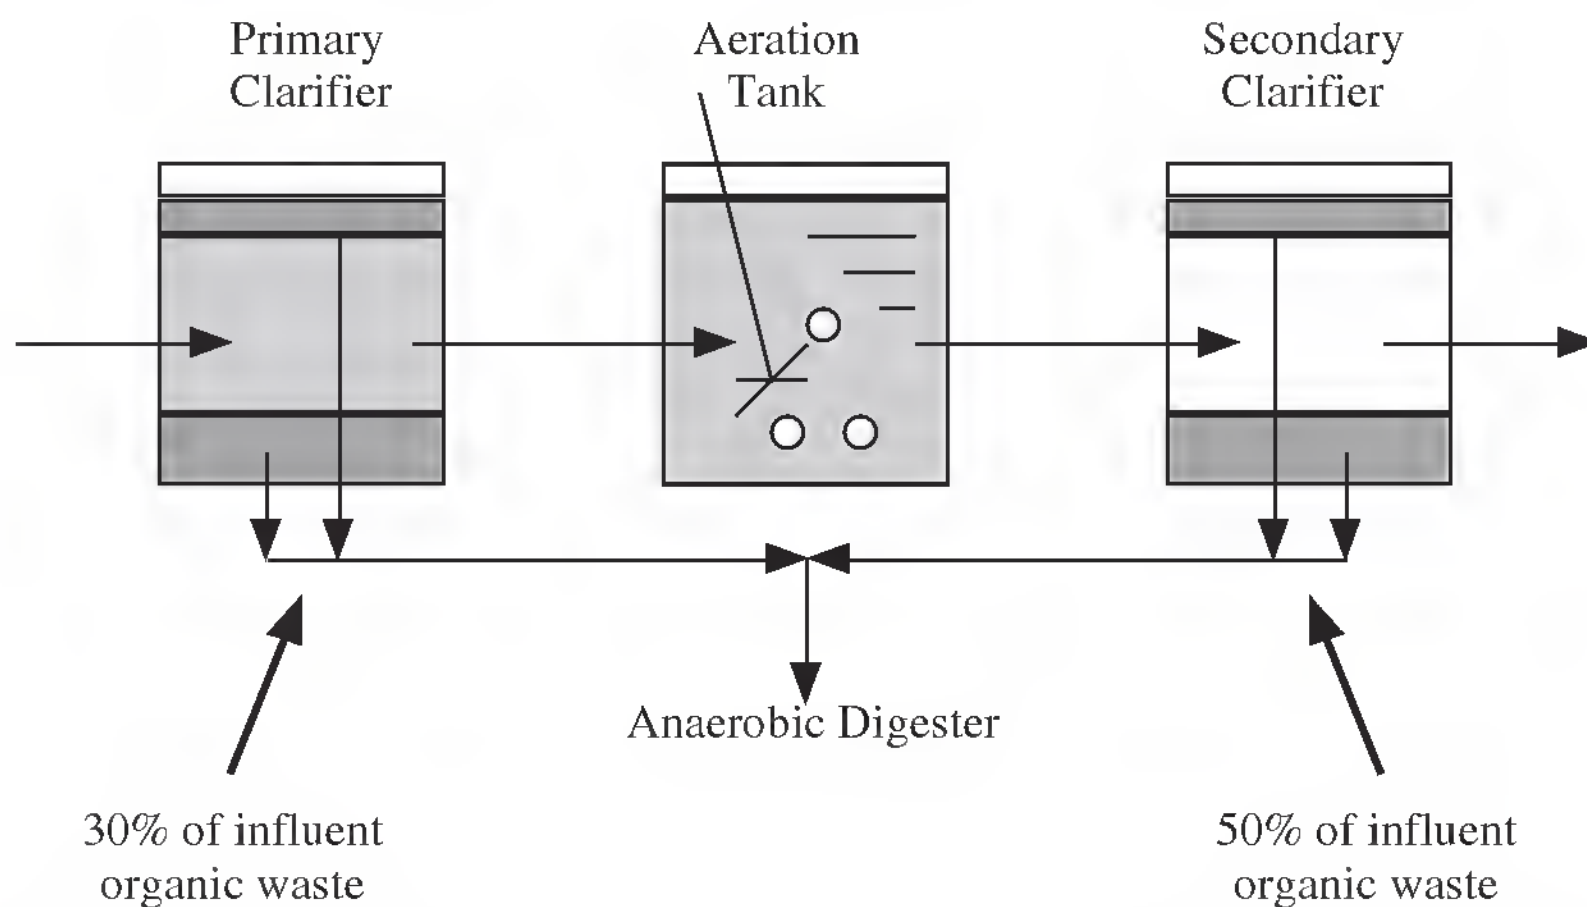 Primary
Clarifier
Aeration
Tank
Secondary
Clarifier
Anaerobic Digester
30% of influent
organic waste
50% of influent
organic waste